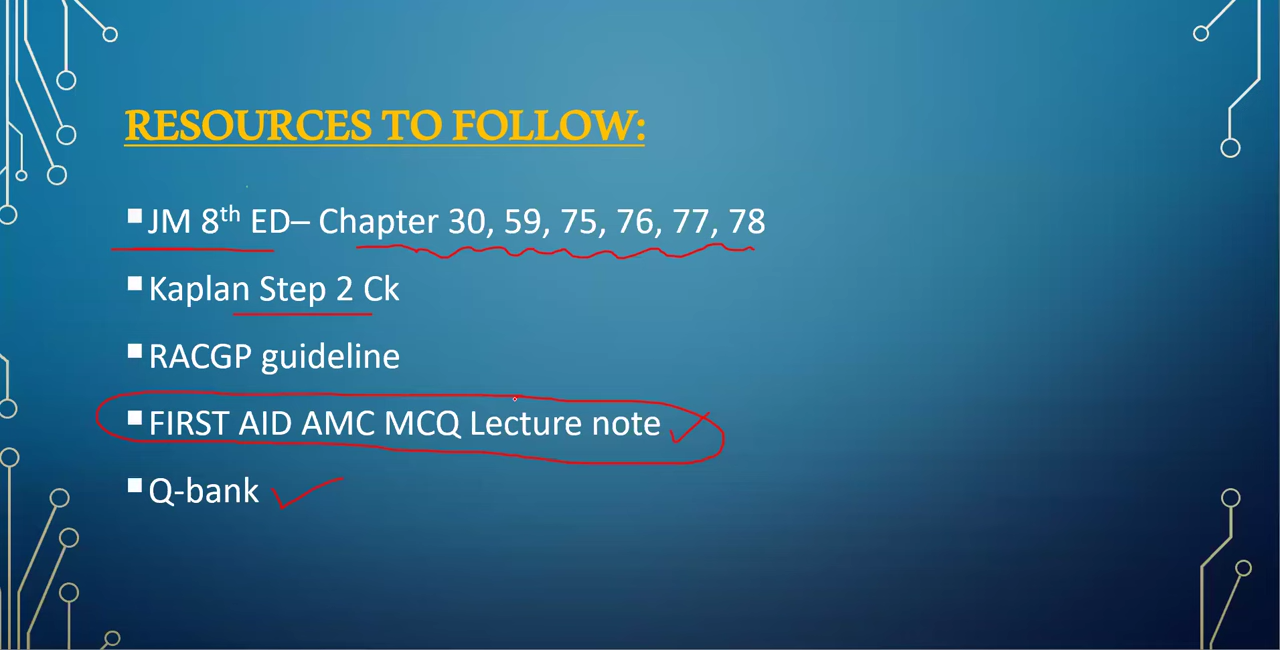 RESOURCES TO FOLLOW:
JM 8th ED– Chapter 30, 59, 75, 76, 77, 78
Kaplan Step 2 Ck
RACGP guideline
FIRST AID AMC MCQ Lecture note
Q-bank